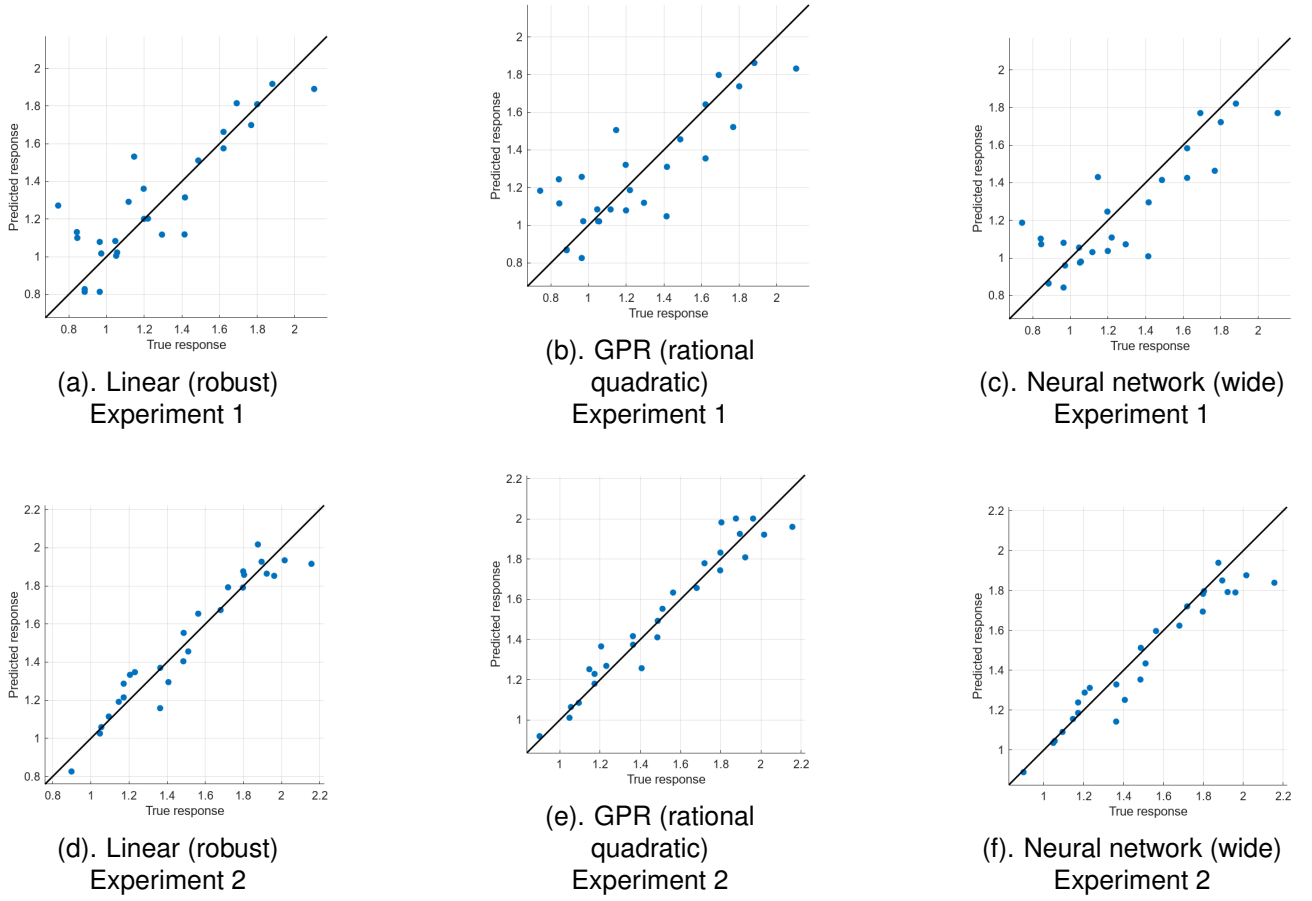 2
1.8
1.6
1.4
1.2
1
0.8
Predicted response
0.8 1 1.2 1.4 1.6 1.8 2
True response
(a). Linear (robust)
Experiment 1
2
1.8
1.6
1.4
1.2
1
0.8
Predicted response
0.8 1 1.2 1.4 1.6 1.8 2
True response
(b). GPR (rational
quadratic)
Experiment 1
2
1.8
1.6
1.4
1.2
1
0.8
Predicted response
0.8 1 1.2 1.4 1.6 1.8 2
True response
(c). Neural network (wide)
Experiment 1
2.2
2
1.8
1.6
1.4
1.2
1
0.8
Predicted response
0.8 1 1.2 1.4 1.6 1.8 2 2.2
True response
(d). Linear (robust)
Experiment 2
2.2
2
1.8
1.6
1.4
1.2
1
Predicted response
1 1.2 1.4 1.6 1.8 2 2.2
True response
(e). GPR (rational
quadratic)
Experiment 2
2.2
2
1.8
1.6
1.4
1.2
1
Predicted response
1 1.2 1.4 1.6 1.8 2 2.2
True response
(f). Neural network (wide)
Experiment 2